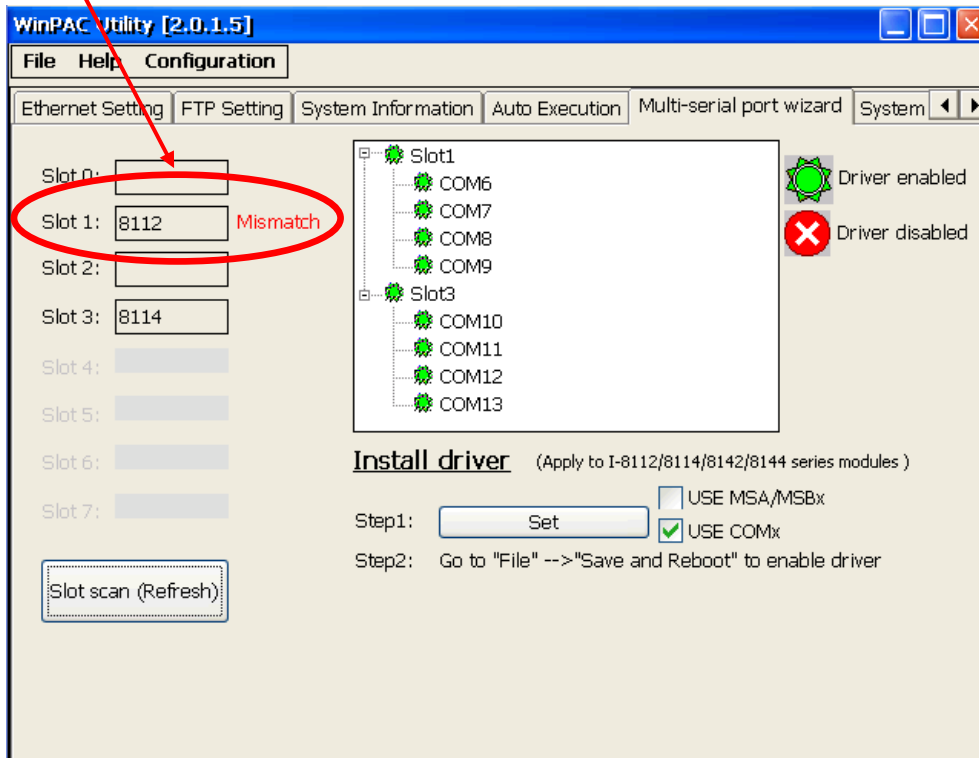 WinPAC Utility [2.0.1.5]
File Help Configuration
Ethernet Setting FTP Setting System Information Auto Execution Multi-serial port wizard System
Slot 0:
Slot 1: 8112 Mismatch
Slot 2:
Slot 3: 8114
Slot 4:
Slot 5:
Slot 6:
Slot 7:
Slot scan (Refresh)
Slot1
COM6
COM7
COM8
COM9
Slot3
COM10
COM11
COM12
COM13
Driver enabled
Driver disabled
Install driver (Apply to I-8112/8114/8142/8144 series modules )
USE MSA/MSBx
Step1: Set
USE COMx
Step2: Go to "File" -->"Save and Reboot" to enable driver